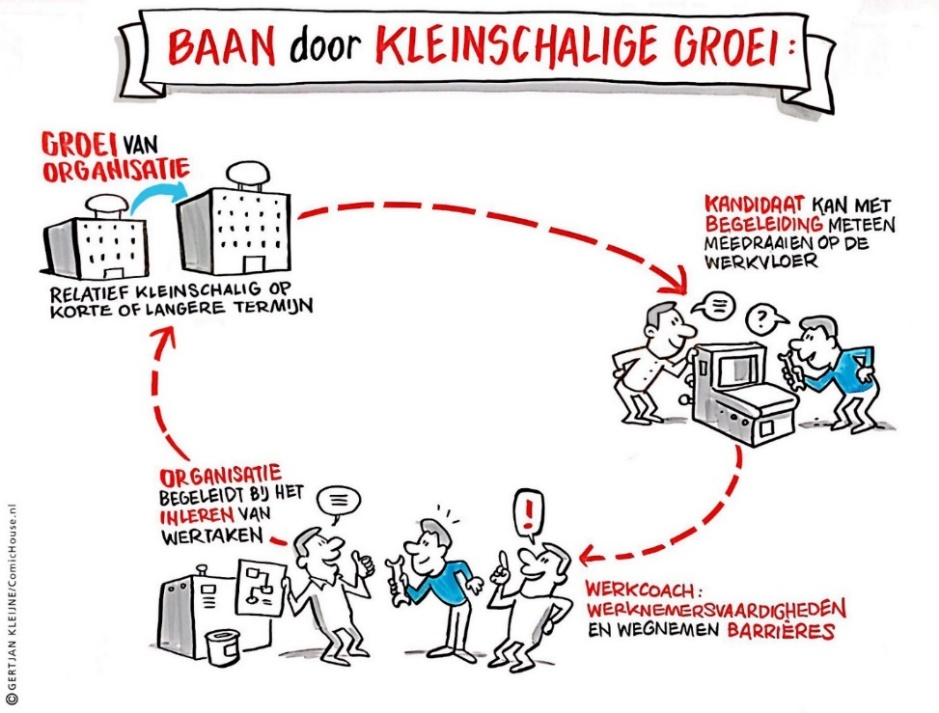 BAAN door KLEINSCHALIGE GROEI:
GROEI VAN
ORGANISATIE
RELATIEF KLEINSCHALIG OP
KORTE OF LANGERE TERMIJN
KANDIDAAT KAN MET
BEGELEIDING METEEN
MEEDRAAIEN OP DE
WERKVLOER
?
ORGANISATIE
BEGELEIDT BIJ HET
INLEREN VAN
WERTAKEN
!
WERKCOACH:
WERKNEMERSVAARDIGHEDEN
EN WEGNEMEN BARRIÈRES
© GERTJAN KLEIJNE/ComicHouse.nl